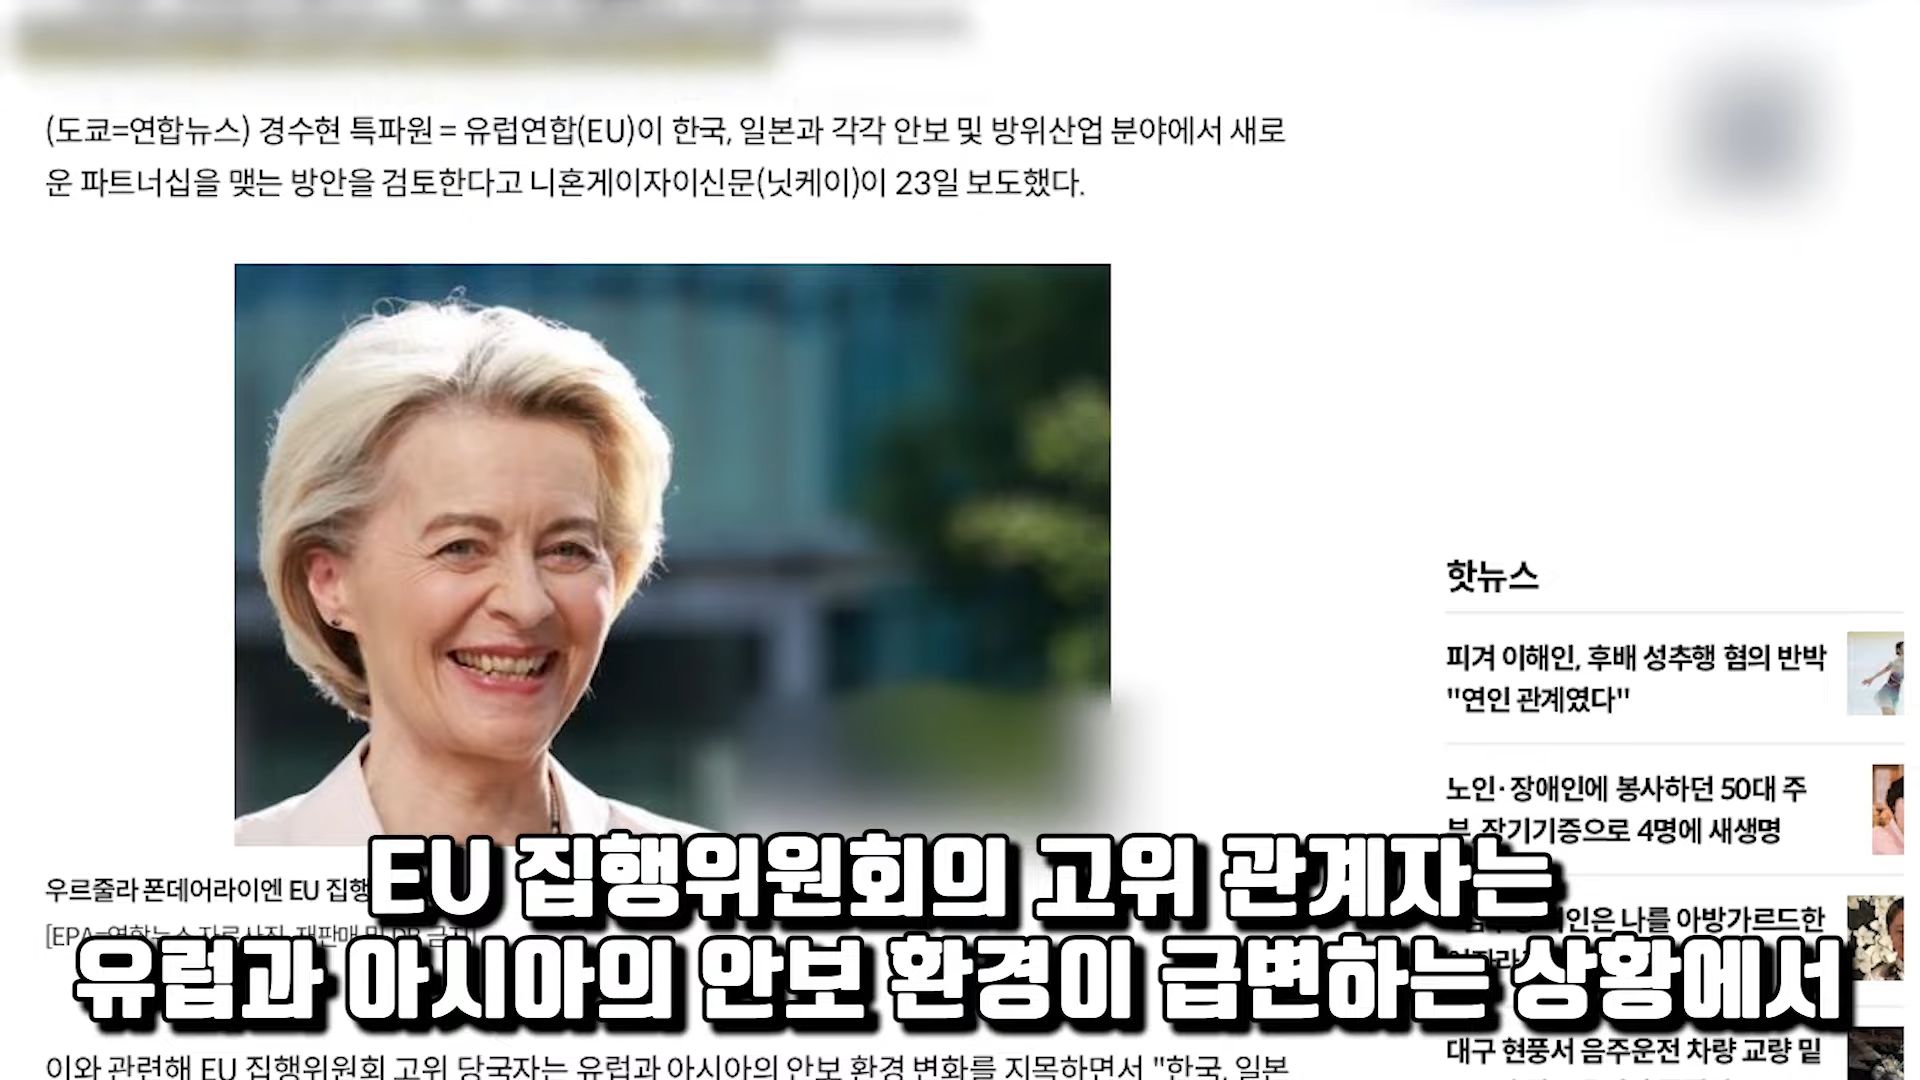 (도쿄=연합뉴스) 경수현 특파원 = 유럽연합(EU)이 한국, 일본과 각각 안보 및 방위산업 분야에서 새로
운 파트너십을 맺는 방안을 검토한다고 니혼게이자이신문(닛케이)이 23일 보도했다.
핫뉴스
피겨 이해인, 후배 성추행 혐의 반박
"연인 관계였다"
노인·장애인에 봉사하던 50대 주
부 장기기증으로 4명에 새생명
나를 아방가르드한
대구 현풍서 음주운전 차량 교량 밑
우르줄라 폰데어라이엔 EU 집행
[EPA=연합뉴스 자료사진. 재판매 및 DB 금지]
EU 집행위원회의 고위 관계자는
유럽과 아시아의 안보 환경이 급변하는 상황에서
이와 관련해 EU 집행위원회 고위 당국자는 유럽과 아시아의 안보 환경 변화를 지목하면서 "한국, 일본